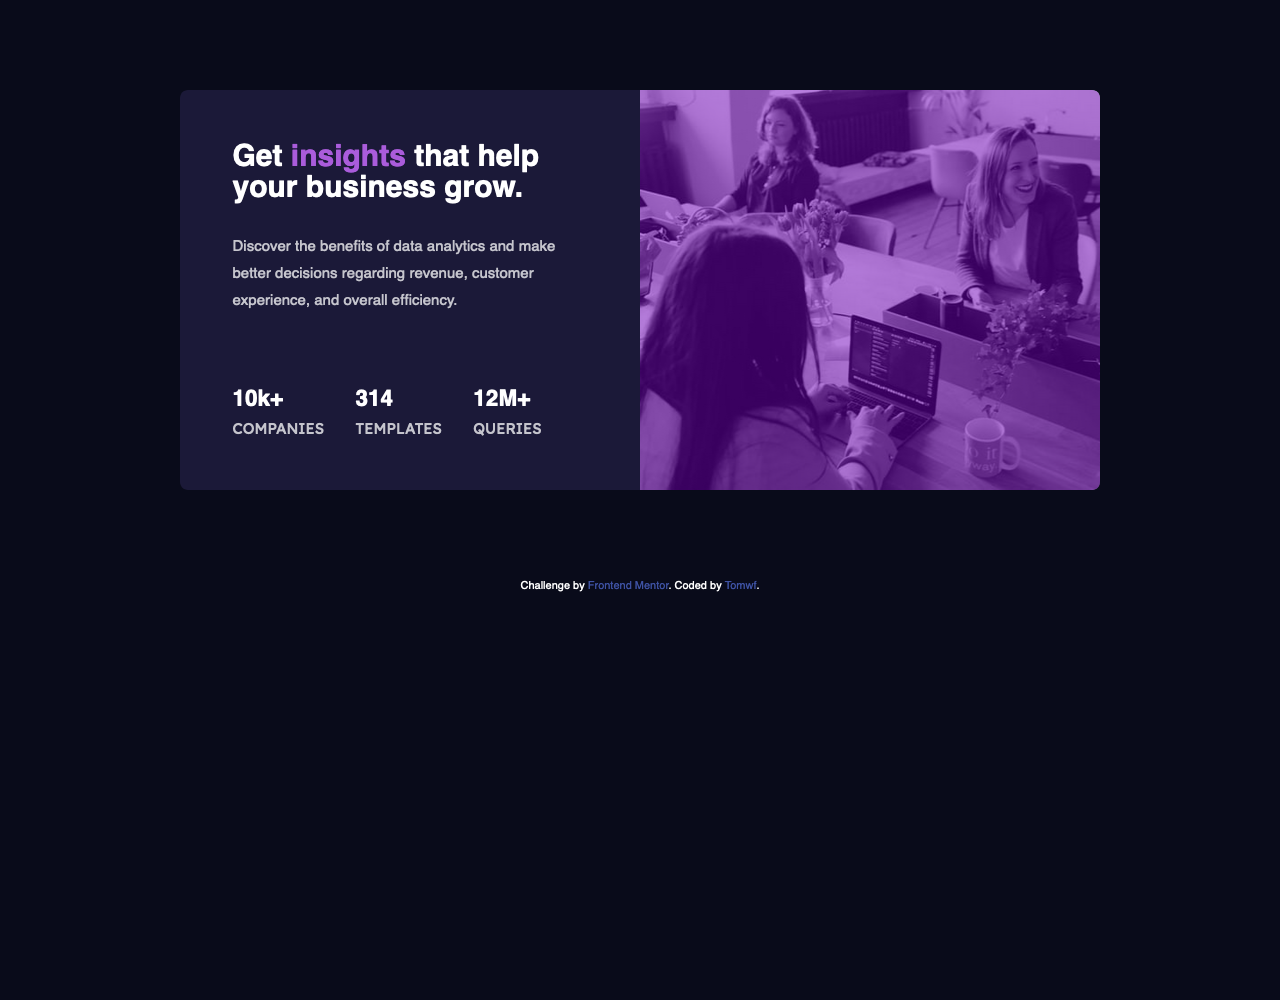 Get insights that help
your business grow.
Discover the benefits of data analytics and make
better decisions regarding revenue, customer
experience, and overall efficiency.
10k+ 314 12M+
COMPANIES TEMPLATES QUERIES
Challenge by Frontend Mentor. Coded by Tomwf.